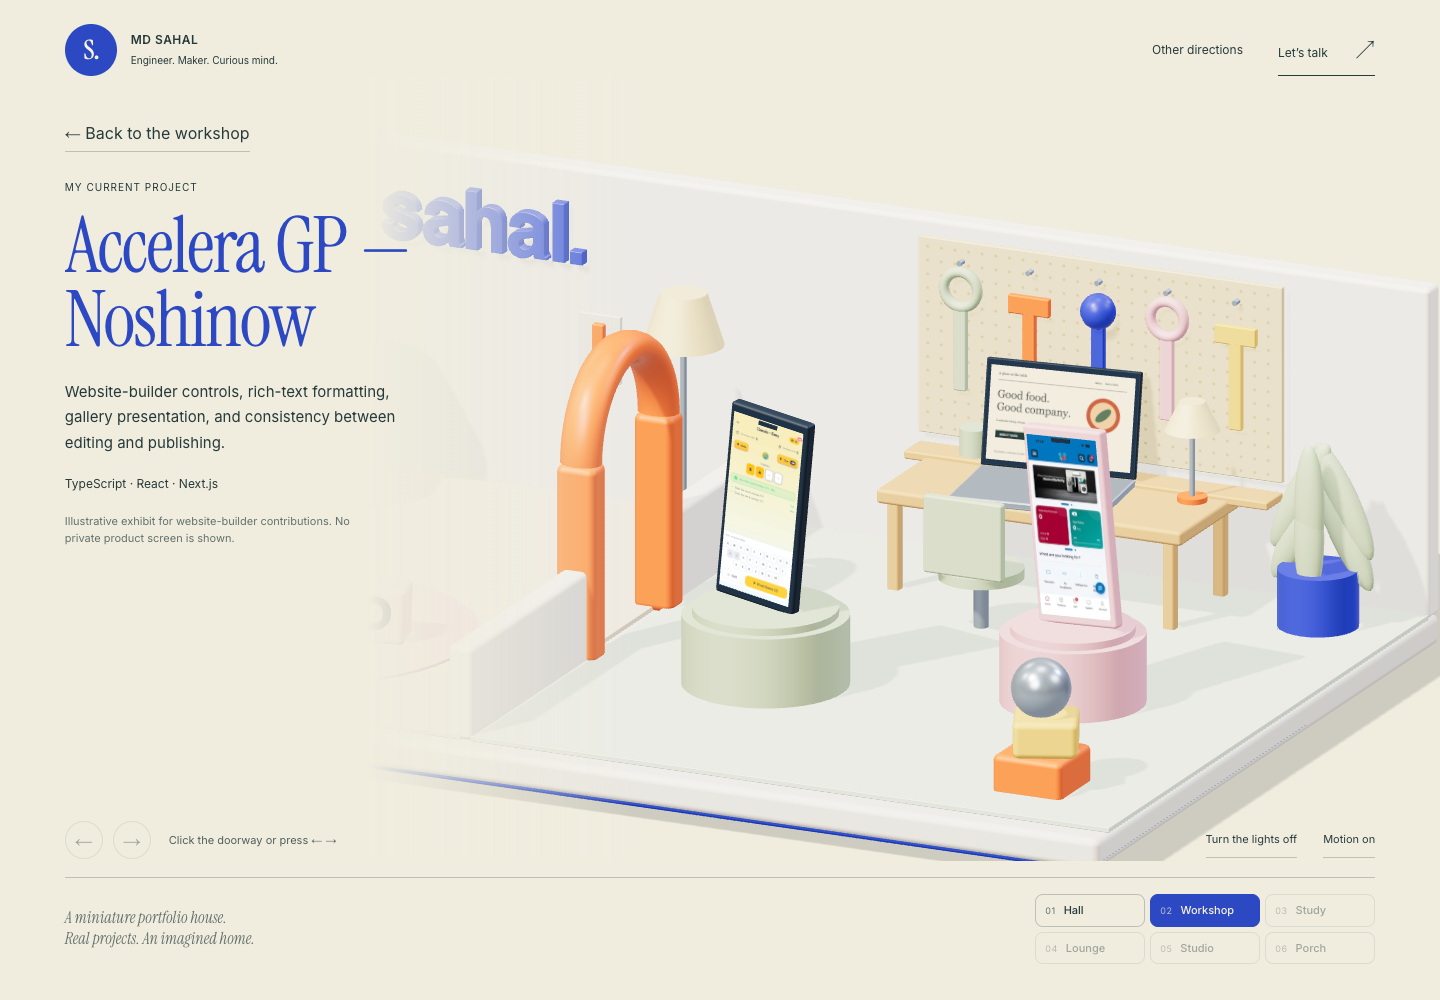 S.
MD SAHAL
Engineer. Maker. Curious mind.
Other directions
Let's talk
← Back to the workshop
MY CURRENT PROJECT
Accelera GP —
Noshinow
Website-builder controls, rich-text formatting,
gallery presentation, and consistency between
editing and publishing.
TypeScript · React · Next.js
Illustrative exhibit for website-builder contributions. No
private product screen is shown.
sahal.
Good food.
Good company.
Click the doorway or press ← →
Turn the lights off
Motion on
A miniature portfolio house.
Real projects. An imagined home.
01 Hall
02 Workshop
03 Study
04 Lounge
05 Studio
06 Porch